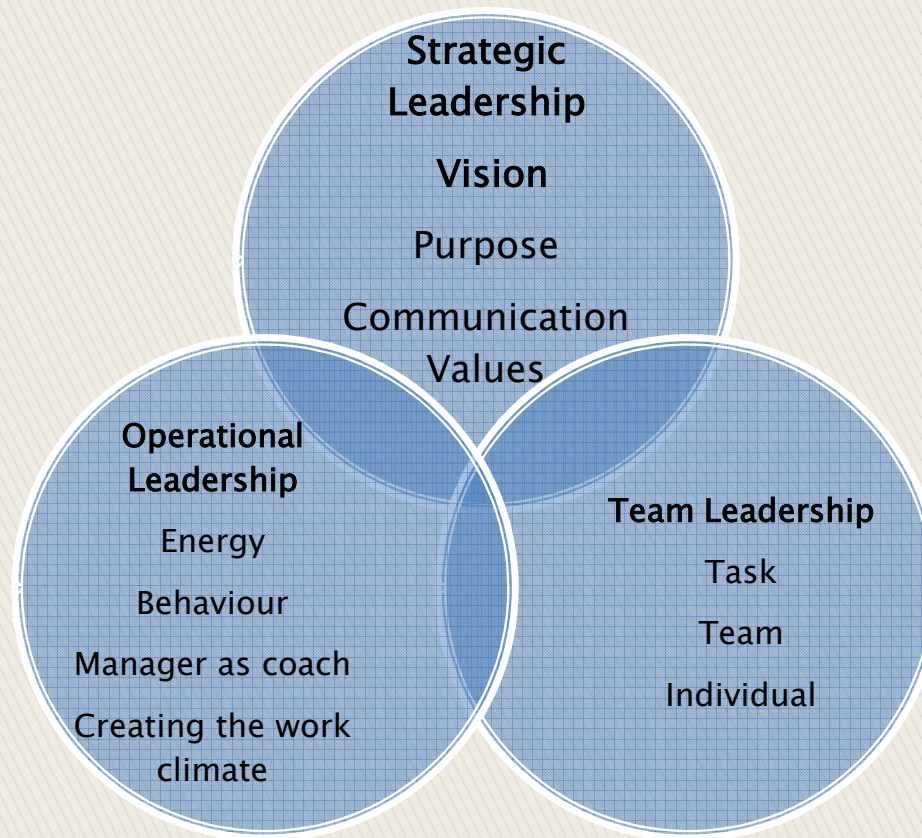 Strategic
Leadership
Vision
Purpose
Communication
Values
Operational
Leadership
Energy
Behaviour
Manager as coach
Creating the work
climate
Team Leadership
Task
Team
Individual